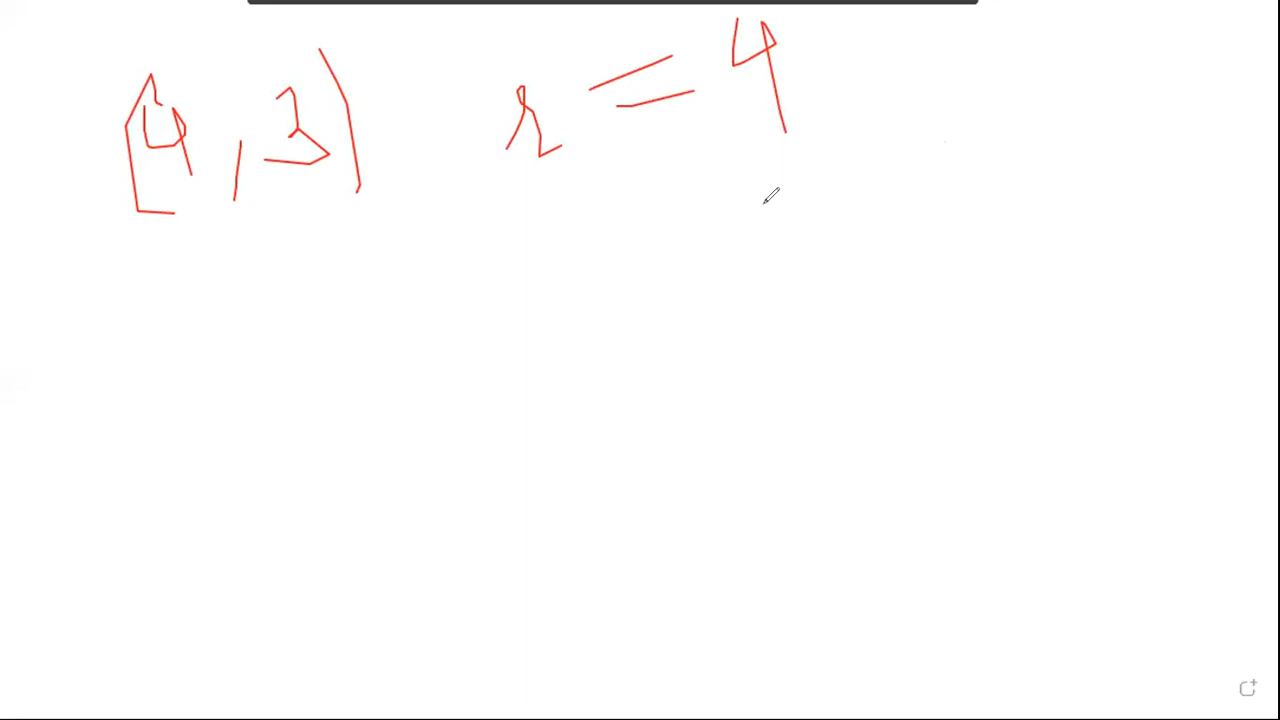 (4, 3) r = 4